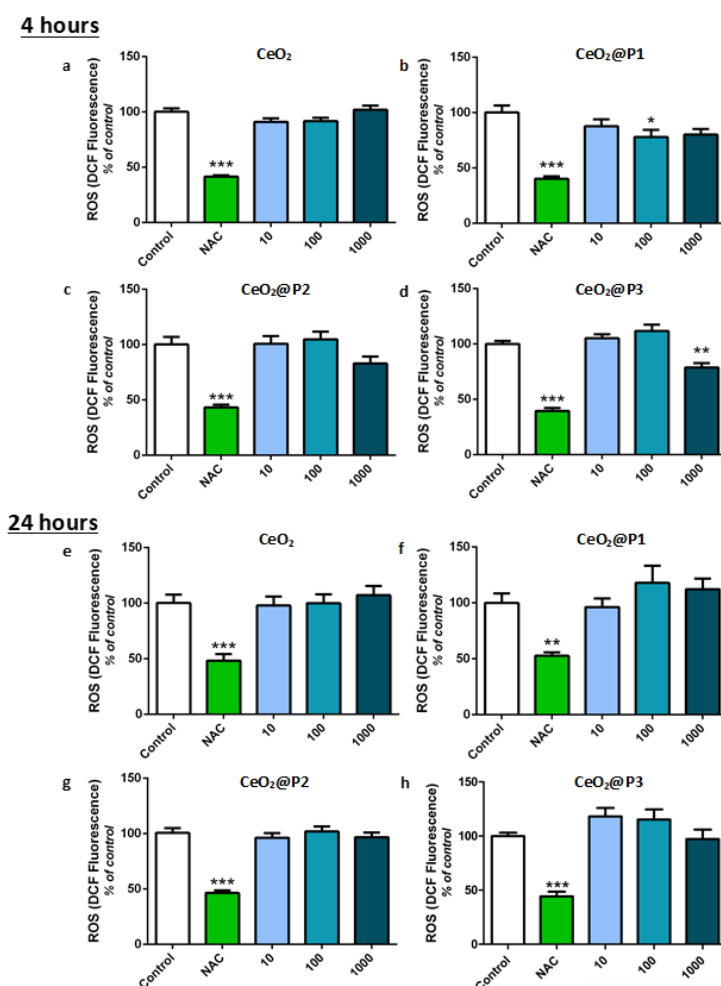 4 hours
a
CeO₂
ROS (DCF Fluorescence)
% of control
150
100
50
0
***
Control
NAC
10
100
1000
b
CeO₂@P1
ROS (DCF Fluorescence)
% of control
150
100
50
0
***
*
Control
NAC
10
100
1000
c
CeO₂@P2
ROS (DCF Fluorescence)
% of control
150
100
50
0
***
Control
NAC
10
100
1000
d
CeO₂@P3
ROS (DCF Fluorescence)
% of control
150
100
50
0
***
**
Control
NAC
10
100
1000
24 hours
e
CeO₂
ROS (DCF Fluorescence)
% of control
150
100
50
0
***
Control
NAC
10
100
1000
f
CeO₂@P1
ROS (DCF Fluorescence)
% of control
150
100
50
0
**
Control
NAC
10
100
1000
g
CeO₂@P2
ROS (DCF Fluorescence)
% of control
150
100
50
0
***
Control
NAC
10
100
1000
h
CeO₂@P3
ROS (DCF Fluorescence)
% of control
150
100
50
0
***
Control
NAC
10
100
1000